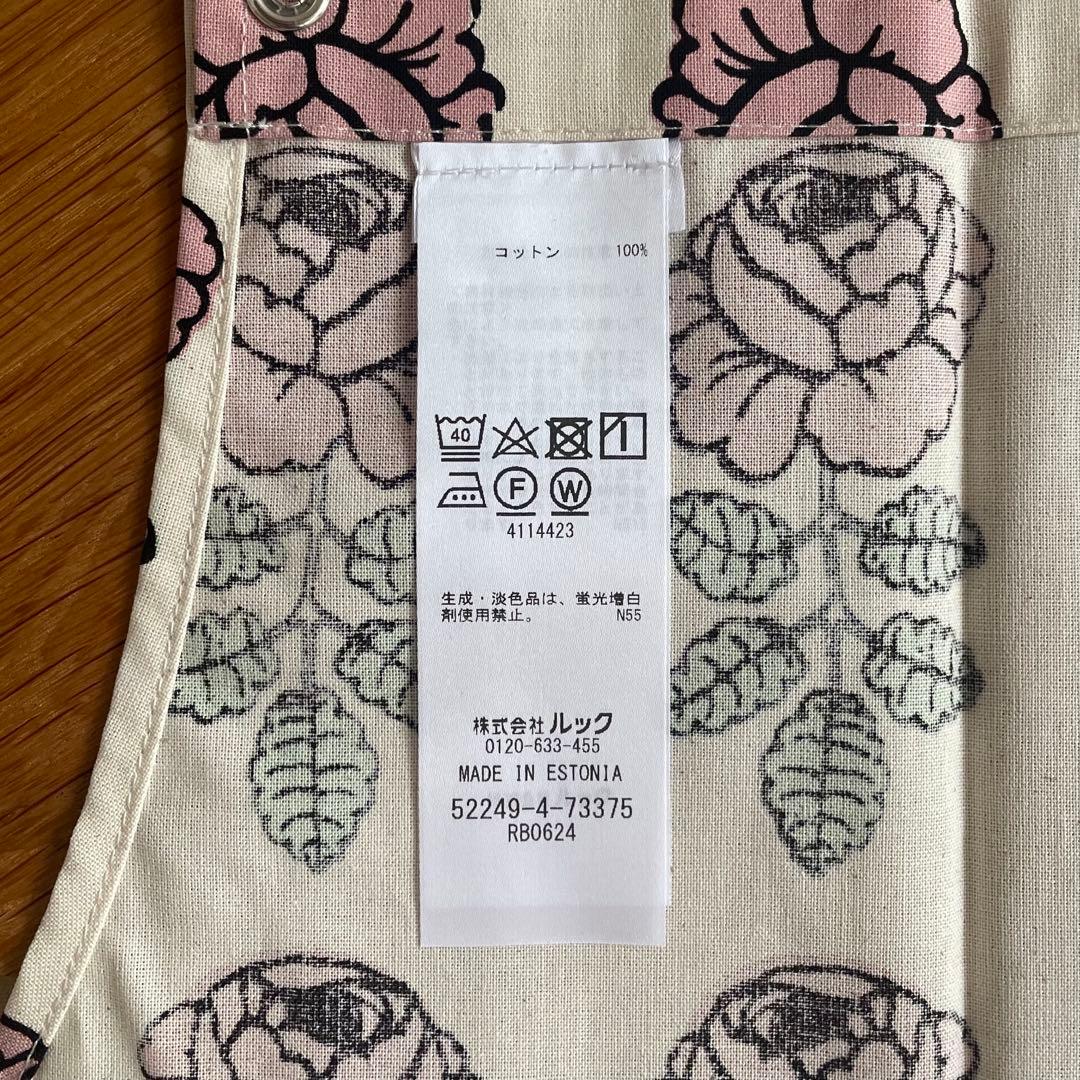 コットン 100%
40
F W
4114423
生成・淡色品は、蛍光増白
剤使用禁止。 N55
株式会社 ルック
0120-633-455
MADE IN ESTONIA
52249-4-73375
RB0624